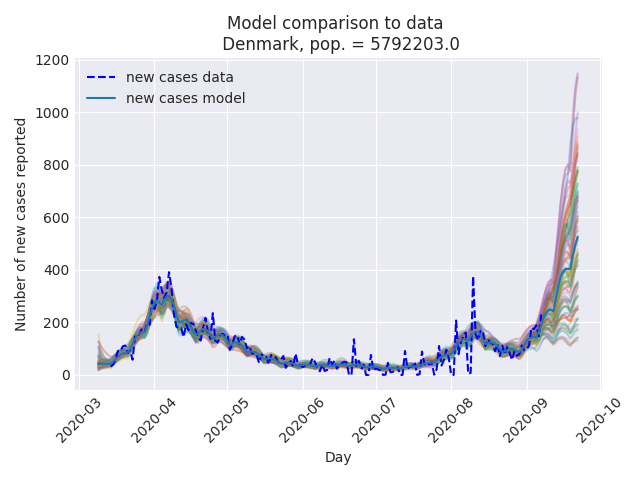 Model comparison to data
Denmark, pop. = 5792203.0
new cases data
new cases model
Number of new cases reported
1200
1000
800
600
400
200
0
2020-03
2020-04
2020-05
2020-06
2020-07
2020-08
2020-09
2020-10
Day